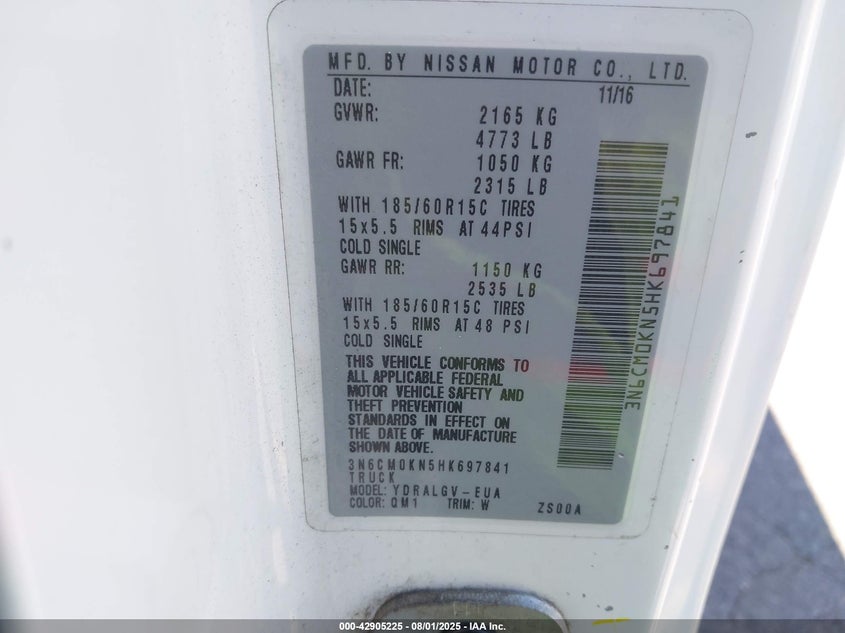 MFD. BY NISSAN MOTOR CO., LTD.
DATE: 11/16
GVWR: 2165 KG
4773 LB
GAWR FR: 1050 KG
2315 LB
WITH 185/60R15C TIRES
15x5.5 RIMS AT 44PSI
COLD SINGLE
GAWR RR: 1150 KG
2535 LB
WITH 185/60R15C TIRES
15x5.5 RIMS AT 48 PSI
COLD SINGLE
THIS VEHICLE CONFORMS TO
ALL APPLICABLE FEDERAL
MOTOR VEHICLE SAFETY AND
THEFT PREVENTION
STANDARDS IN EFFECT ON
THE DATE OF MANUFACTURE
SHOWN ABOVE.
3N6CM0KN5HK697841
TRUCK
MODEL: YDRALGV-EUA
COLOR: QM1 TRIM: W ZS00A
3N6CM0KN5HK697841
000-42905225 - 08/01/2025 - IAA Inc.